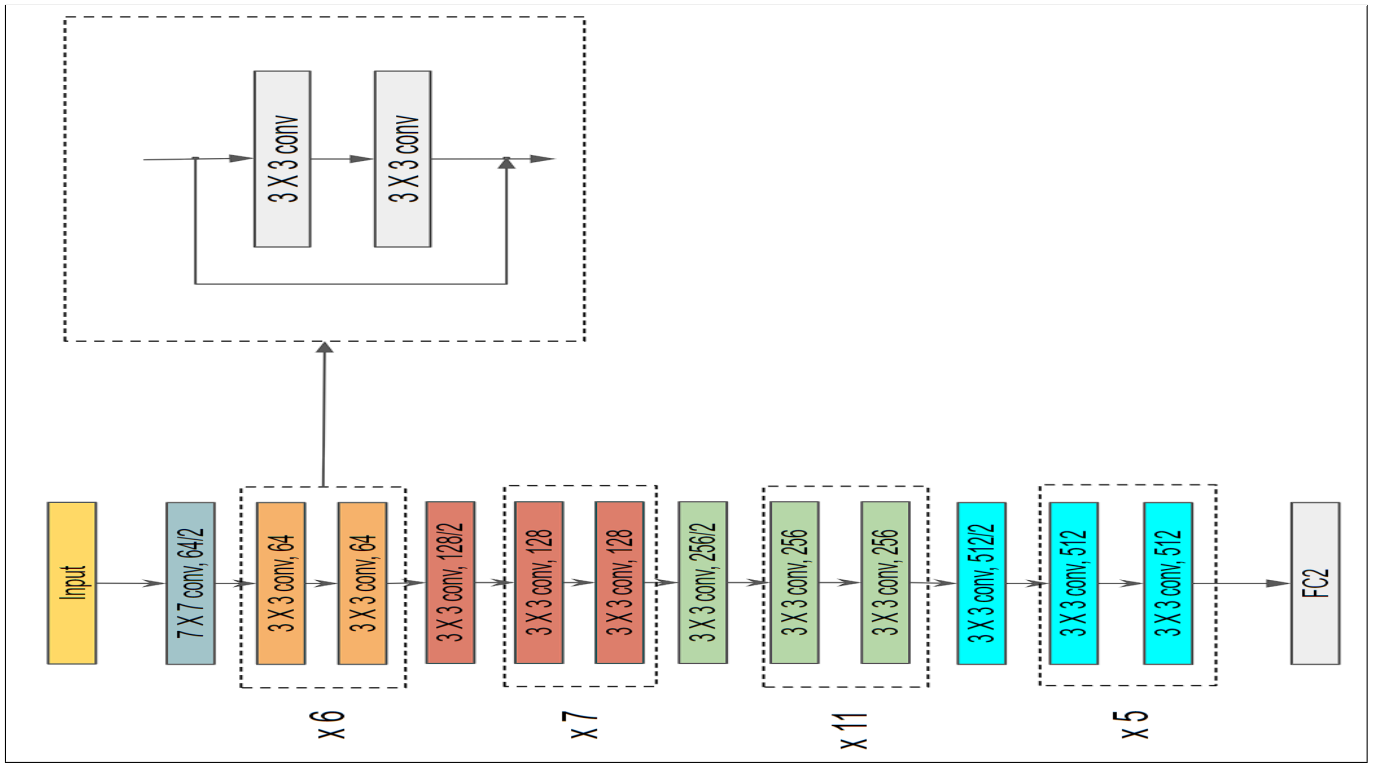 3 X 3 conv
3 X 3 conv
Input
7 X 7 conv, 64/2
3 X 3 conv, 64
3 X 3 conv, 64
3 X 3 conv, 128/2
3 X 3 conv, 128
3 X 3 conv, 128
3 X 3 conv, 256/2
3 X 3 conv, 256
3 X 3 conv, 256
3 X 3 conv, 512/2
3 X 3 conv, 512
3 X 3 conv, 512
FC2
x 6
x 7
x 11
x 5